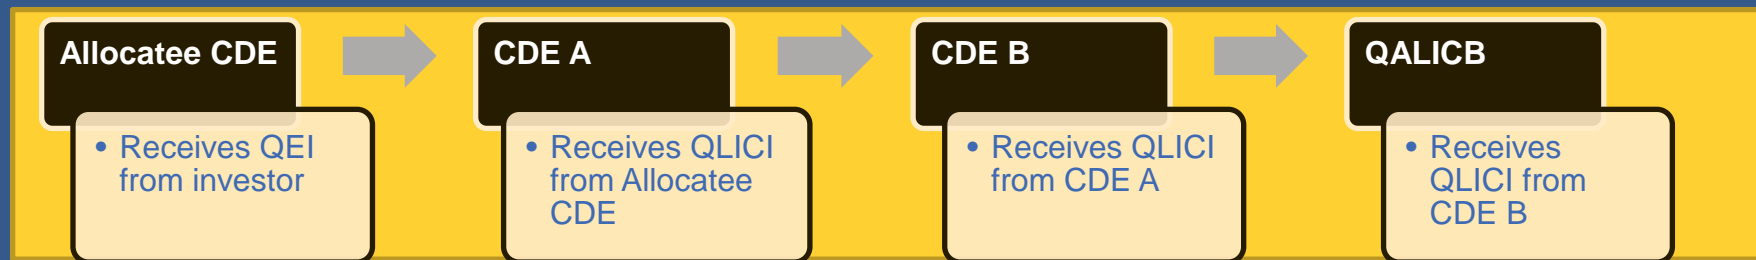 Allocatee CDE
• Receives QEI
from investor
CDE A
• Receives QLICI
from Allocatee
CDE
CDE B
• Receives QLICI
from CDE A
QALICB
• Receives
QLICI from
CDE B